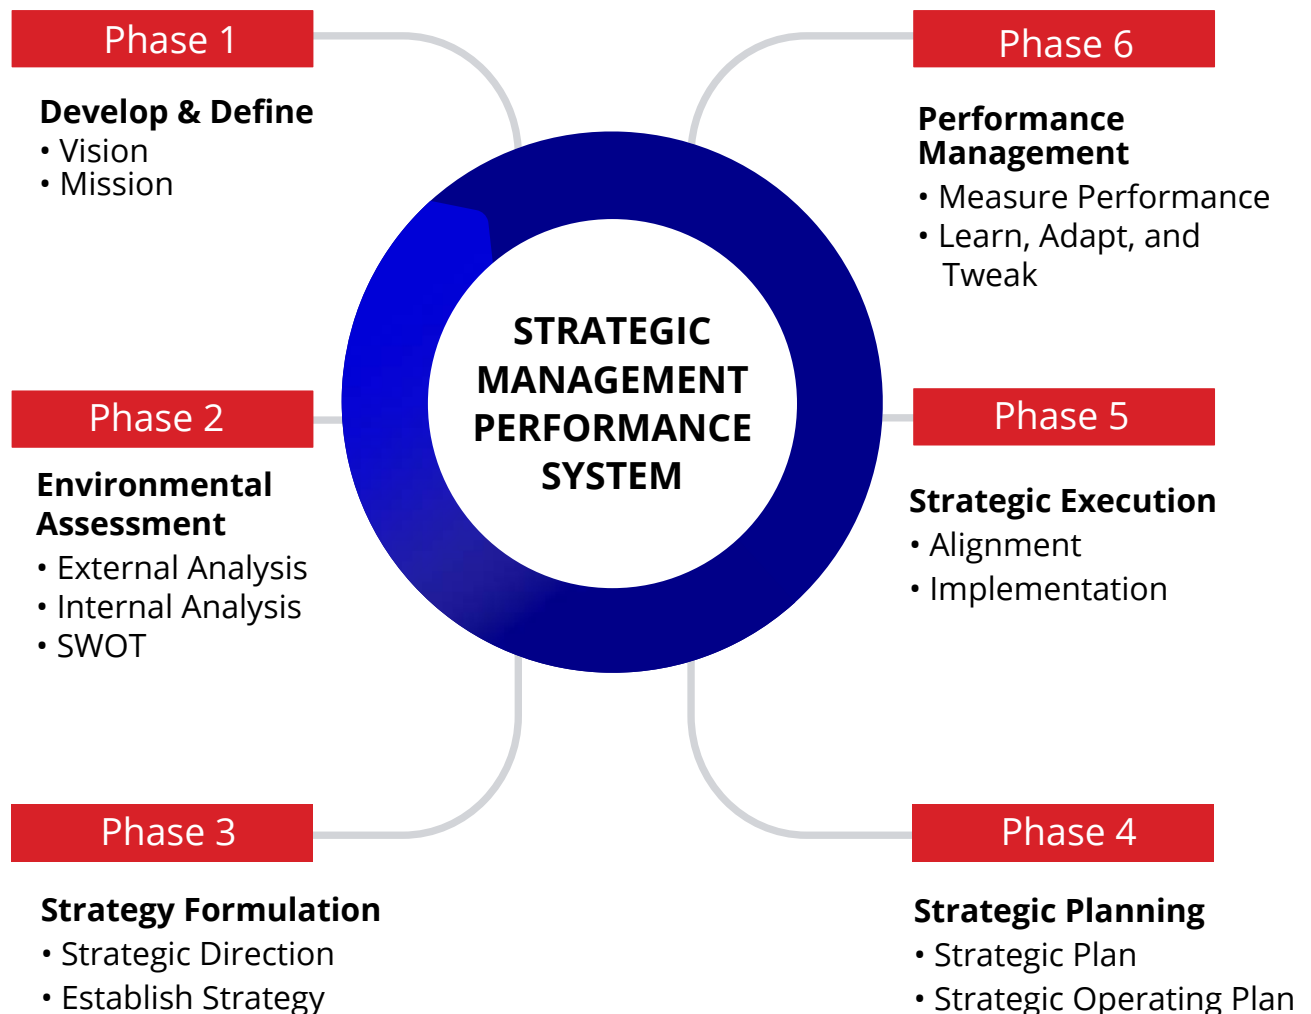 Phase 1
Develop & Define
• Vision
• Mission
Phase 2
Environmental
Assessment
• External Analysis
• Internal Analysis
• SWOT
Phase 3
Strategy Formulation
• Strategic Direction
• Establish Strategy
STRATEGIC
MANAGEMENT
PERFORMANCE
SYSTEM
Phase 4
Strategic Planning
• Strategic Plan
• Strategic Operating Plan
Phase 5
Strategic Execution
• Alignment
• Implementation
Phase 6
Performance
Management
• Measure Performance
• Learn, Adapt, and
Tweak